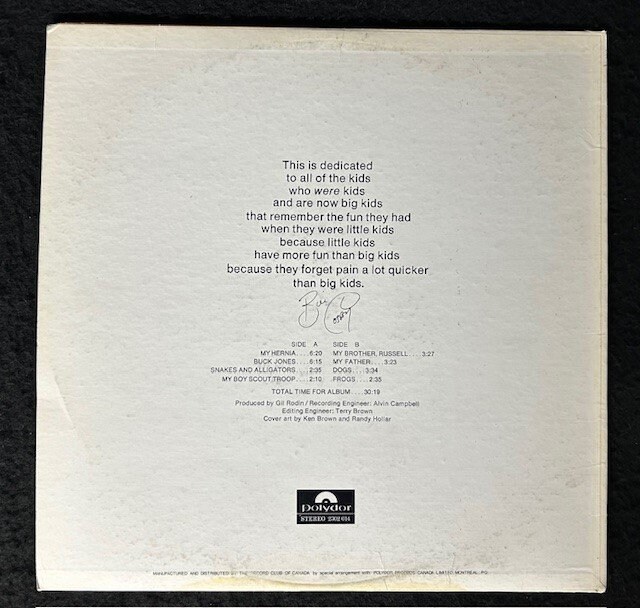 This is dedicated
to all of the kids
who were kids
and are now big kids
that remember the fun they had
when they were little kids
because little kids
have more fun than big kids
because they forget pain a lot quicker
than big kids.
SIDE A
MY HERNIA.... 6:20
BUCK JONES.... 6:15
SNAKES AND ALLIGATORS... 2:35
MY BOY SCOUT TROOP.... 2:10
SIDE B
MY BROTHER, RUSSELL.... 3:27
MY FATHER.... 3:23
DOGS.... 3:34
FROGS.... 2:35
TOTAL TIME FOR ALBUM.... 30:19
Produced by Gil Rodin / Recording Engineer: Alvin Campbell
Editing Engineer: Terry Brown
Cover art by Ken Brown and Randy Holler
Polydor
STEREO 2302 014
MANUFACTURED AND DISTRIBUTED BY THE RECORD CLUB OF CANADA by special arrangement with POLYDOR RECORDS CANADA LIMITED MONTREAL, P.Q.